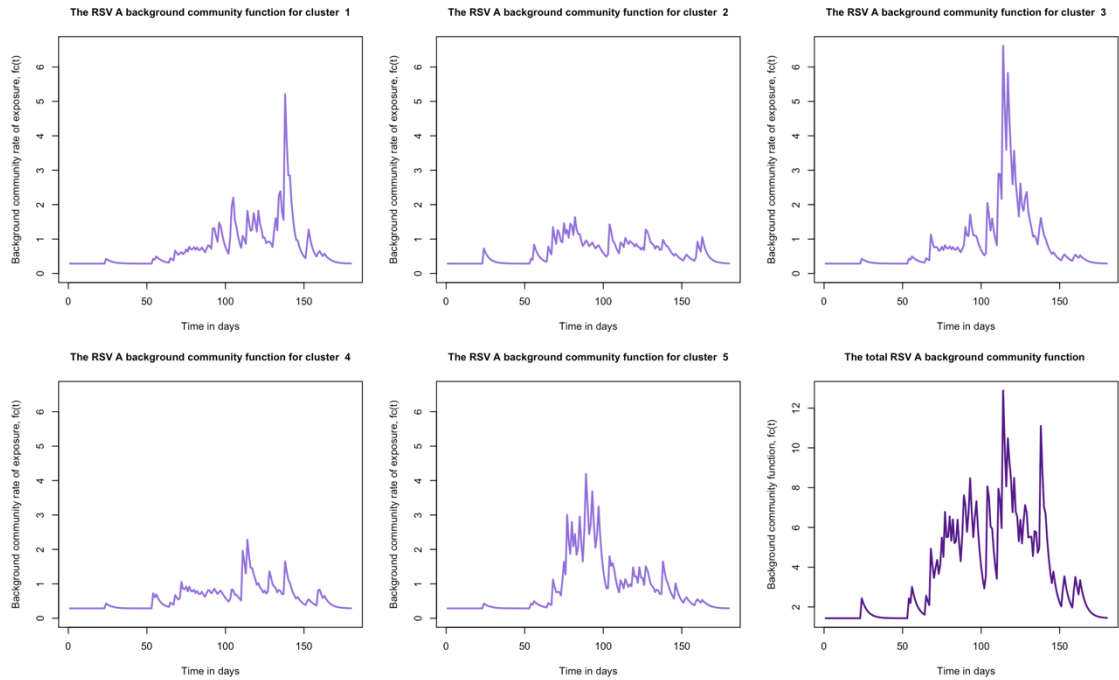 The RSV A background community function for cluster 1
Background community rate of exposure, fc(t)
6
5
4
3
2
1
0
0 50 100 150
Time in days
The RSV A background community function for cluster 2
Background community rate of exposure, fc(t)
6
5
4
3
2
1
0
0 50 100 150
Time in days
The RSV A background community function for cluster 3
Background community rate of exposure, fc(t)
6
5
4
3
2
1
0
0 50 100 150
Time in days
The RSV A background community function for cluster 4
Background community rate of exposure, fc(t)
6
5
4
3
2
1
0
0 50 100 150
Time in days
The RSV A background community function for cluster 5
Background community rate of exposure, fc(t)
6
5
4
3
2
1
0
0 50 100 150
Time in days
The total RSV A background community function
Background community function, fc(t)
12
10
8
6
4
2
0 50 100 150
Time in days